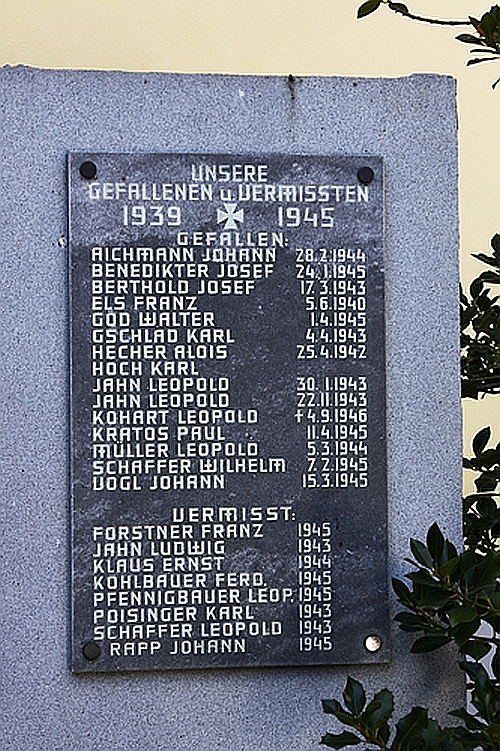 UNSERE
GEFALLENEN u. VERMISSTEN
1939 1945
GEFALLEN:
AICHMANN JOHANN 28.2.1944
BENEDIKTER JOSEF 24.1.1945
BERTHOLD JOSEF 17.3.1943
ELS FRANZ 5.6.1940
GÖD WALTER 1.4.1945
GSCHLAD KARL 4.4.1943
HECHER ALOIS 25.4.1942
HOCH KARL
JAHN LEOPOLD 30.1.1943
JAHN LEOPOLD 22.11.1943
KOHART LEOPOLD †4.9.1946
KRATOS PAUL 11.4.1945
MÜLLER LEOPOLD 5.3.1944
SCHAFFER WILHELM 7.2.1945
VOGL JOHANN 15.3.1945
VERMISST:
FORSTNER FRANZ 1945
JAHN LUDWIG 1943
KLAUS ERNST 1944
KOHLBAUER FERD. 1945
PFENNIGBAUER LEOP. 1945
POISINGER KARL 1943
SCHAFFER LEOPOLD 1943
RAPP JOHANN 1945